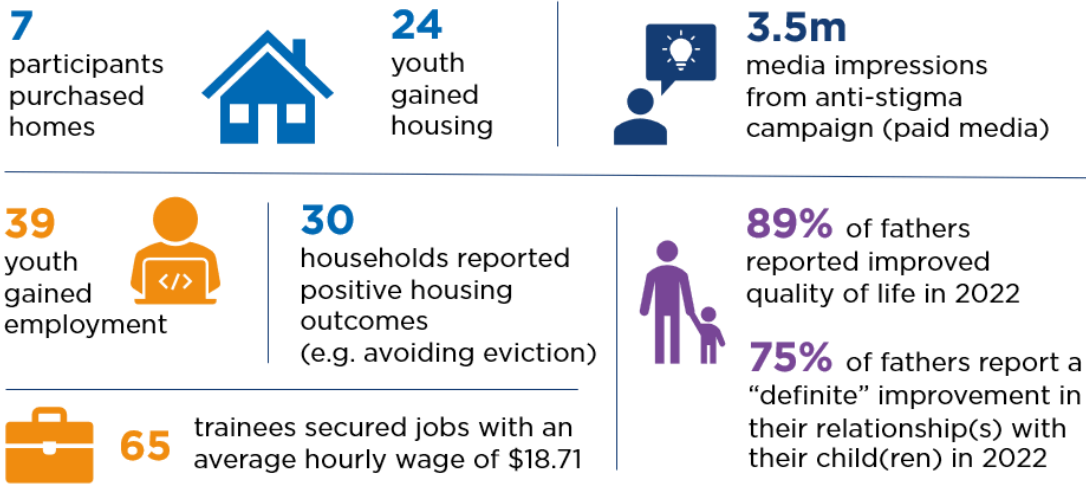 7
participants
purchased
homes
24
youth
gained
housing
3.5m
media impressions
from anti-stigma
campaign (paid media)
39
youth
gained
employment
</>
30
households reported
positive housing
outcomes
(e.g. avoiding eviction)
89% of fathers
reported improved
quality of life in 2022
75% of fathers report a
“definite” improvement in
their relationship(s) with
their child(ren) in 2022
65 trainees secured jobs with an
average hourly wage of $18.71